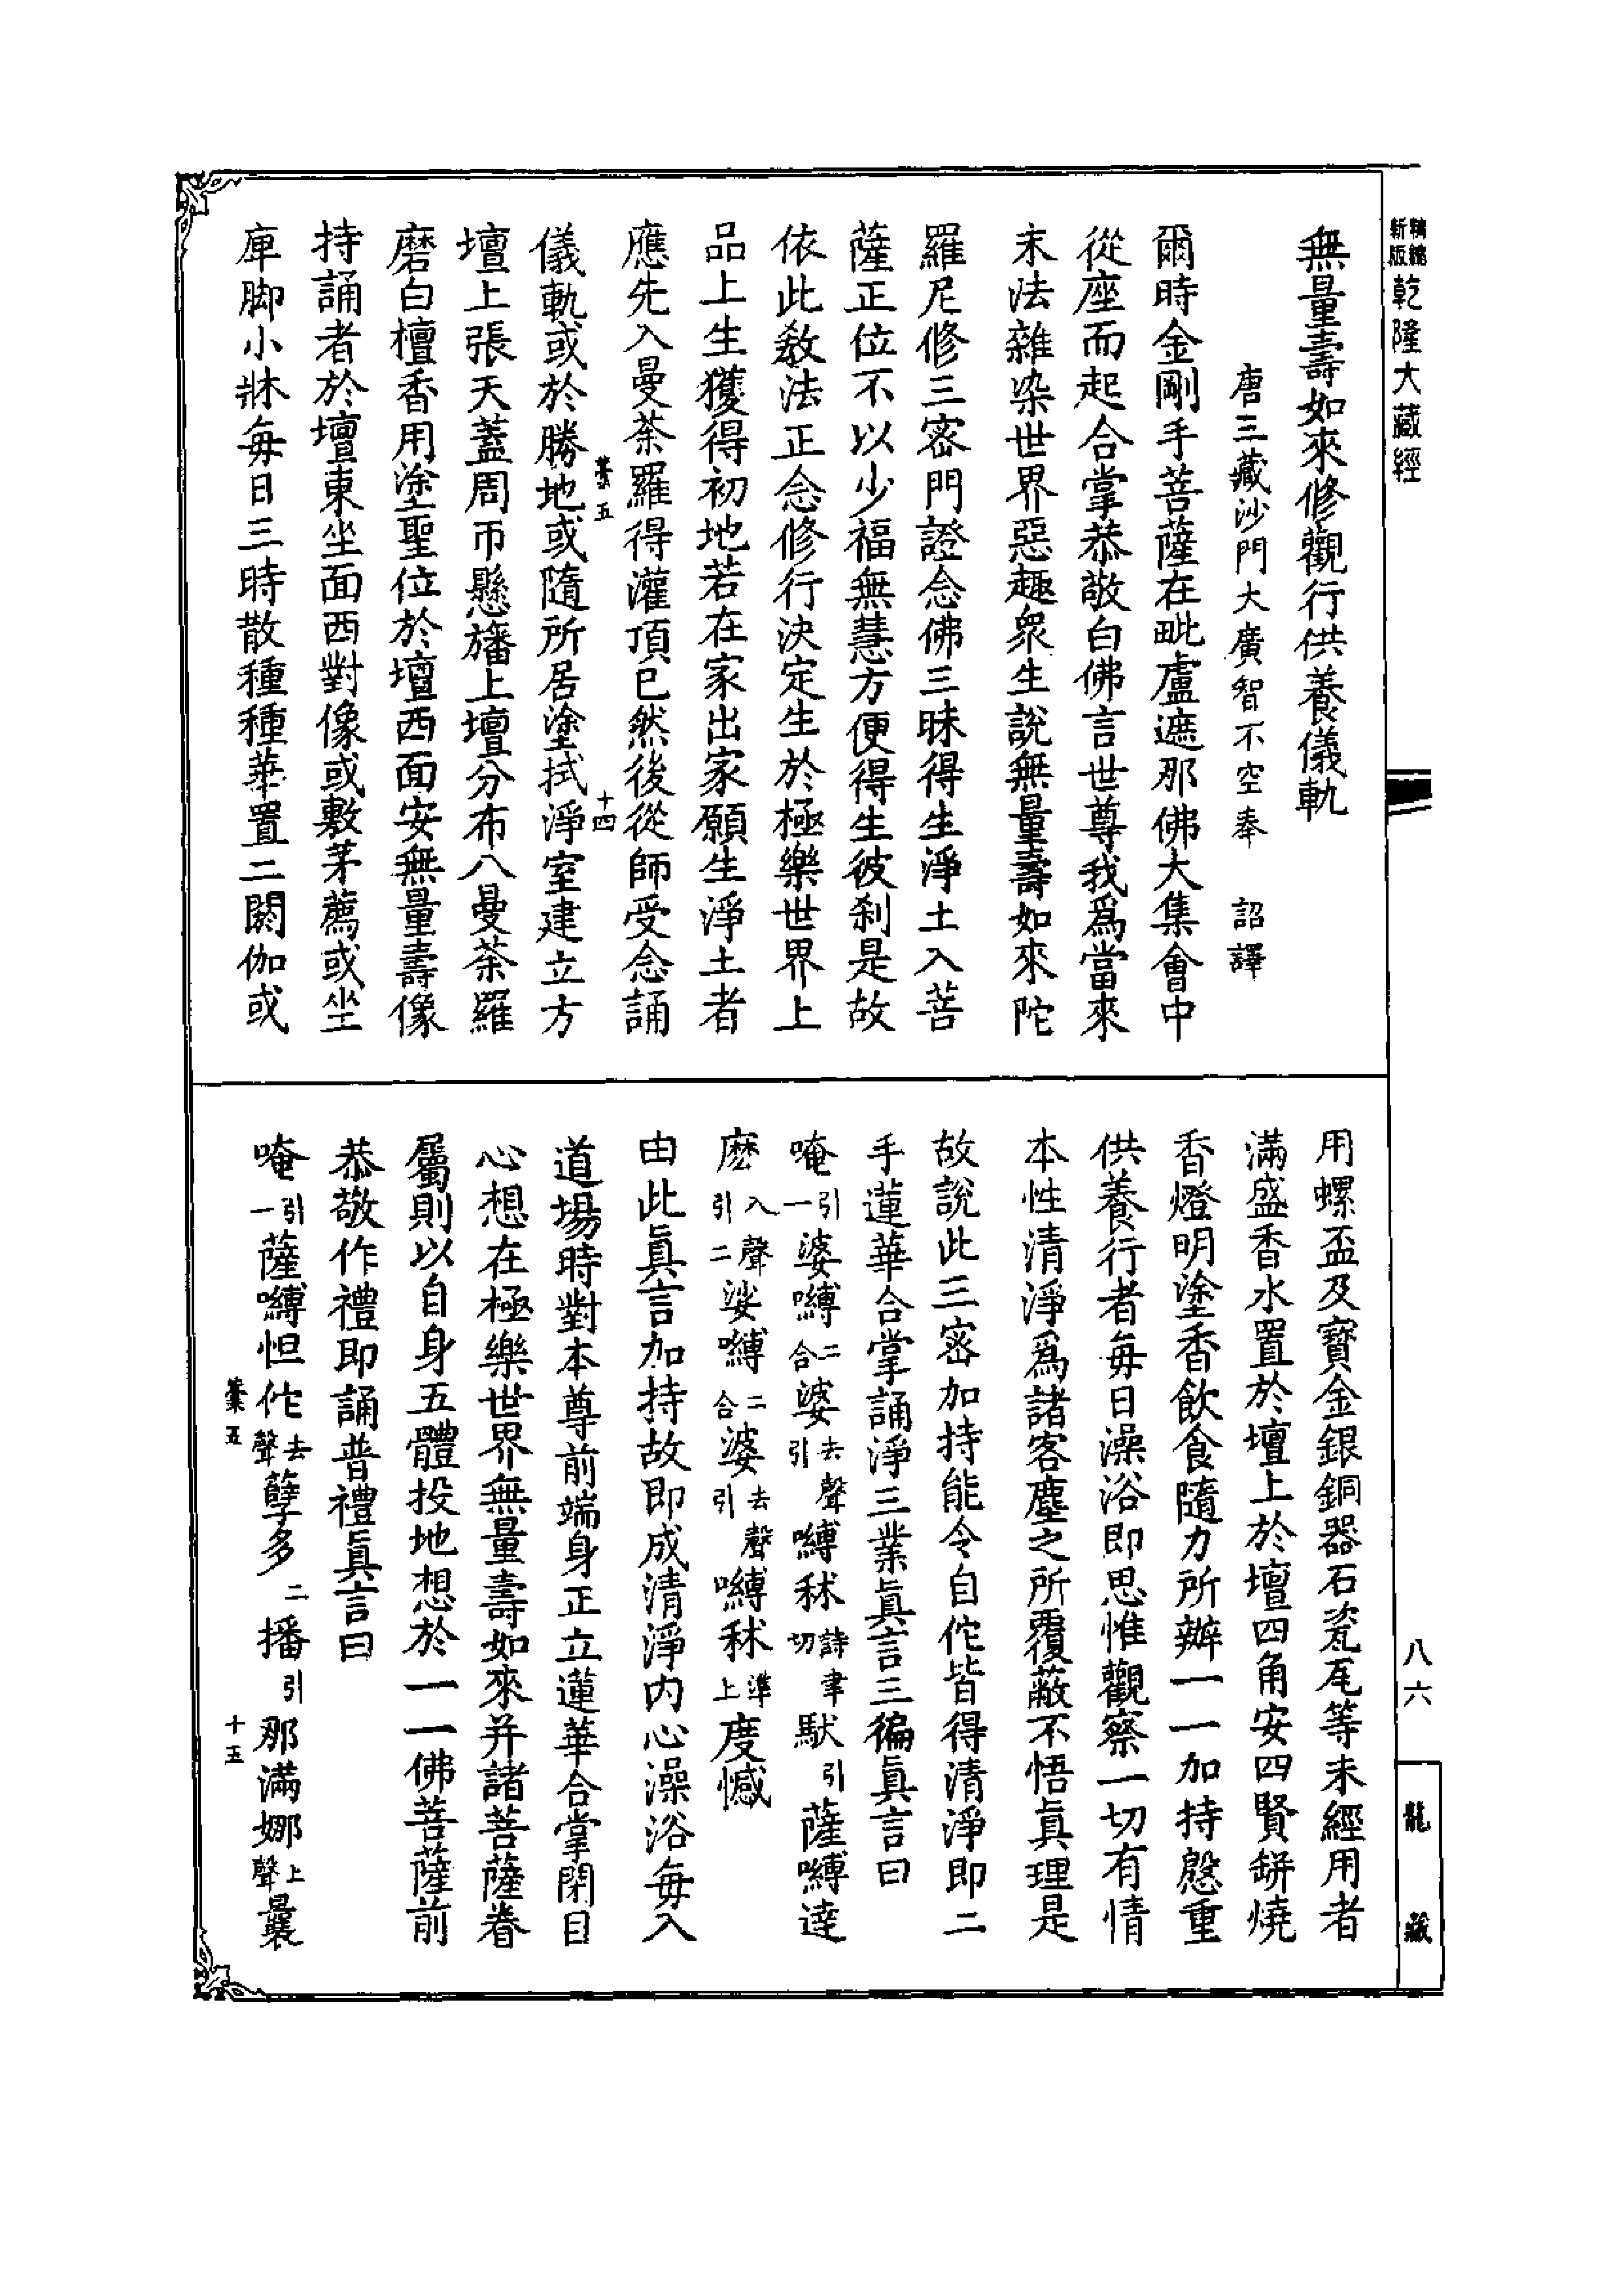 精縮
新版
乾隆大藏經
無量壽如來修觀行供養儀軌
唐三藏沙門大廣智不空奉 詔譯
爾時金剛手菩薩在毗盧遮那佛大集會中
從座而起合掌恭敬白佛言世尊我爲當來
末法雜染世界惡趣衆生說無量壽如來陀
羅尼修三密門證念佛三昧得生淨土入菩
薩正位不以少福無慧方便得生彼刹是故
依此教法正念修行決定生於極樂世界上
品上生獲得初地若在家出家願生淨土者
應先入曼荼羅得灌頂已然後從師受念誦
藁五 十四
儀軌或於勝地或隨所居塗拭淨室建立方
壇上張天蓋周帀懸旛上壇分布八曼荼羅
磨白檀香用塗聖位於壇西面安無量壽像
持誦者於壇東坐面西對像或敷茅薦或坐
庳脚小牀每日三時散種種華置二閼伽或
用螺盃及寶金銀銅器石瓷瓦等未經用者
滿盛香水置於壇上於壇四角安四賢缾燒
香燈明塗香飲食隨力所辦一一加持慇重
供養行者每日澡浴即思惟觀察一切有情
本性清淨爲諸客塵之所覆蔽不悟眞理是
故說此三密加持能令自佗皆得清淨即二
手蓮華合掌誦淨三業眞言三徧眞言曰
唵引一婆嚩二合婆去聲引嚩秫詩聿切馱引薩嚩達
麼入聲引二娑嚩二合婆去聲引嚩秫準上度憾
由此眞言加持故即成清淨内心澡浴每入
道場時對本尊前端身正立蓮華合掌閉目
心想在極樂世界無量壽如來并諸菩薩眷
屬則以自身五體投地想於一一佛菩薩前
恭敬作禮即誦普禮眞言曰
唵引一薩嚩怛佗去聲孽多二播引那滿娜上聲曩
藁五 十五
八六
龍藏